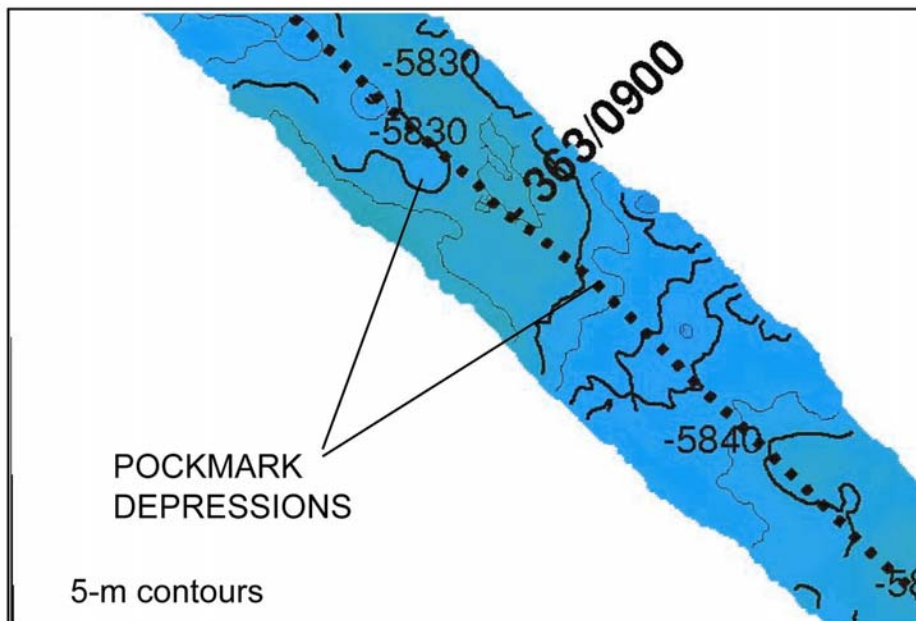 -5830
363/0900
-5830
-5840
POCKMARK
DEPRESSIONS
5-m contours